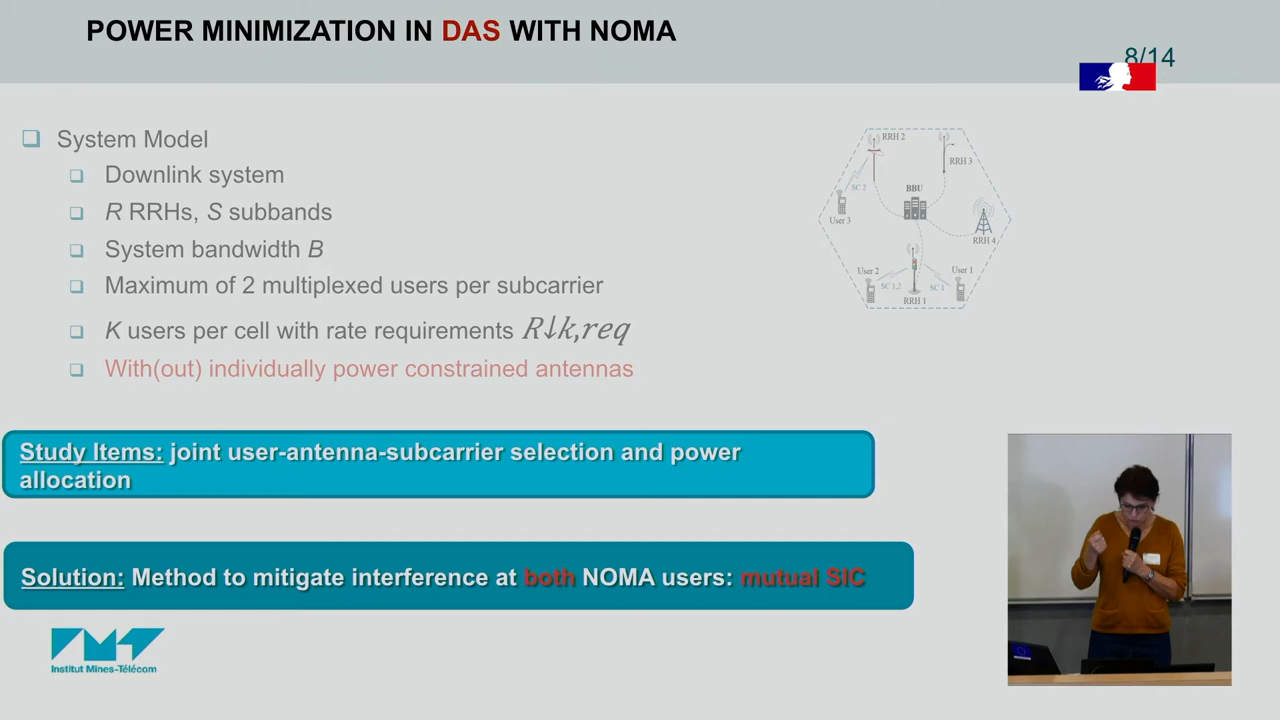 POWER MINIMIZATION IN DAS WITH NOMA
8/14
System Model
Downlink system
R RRHs, S subbands
System bandwidth B
Maximum of 2 multiplexed users per subcarrier
K users per cell with rate requirements R↓k,req
With(out) individually power constrained antennas
RRH 2
RRH 3
SC 2
BBU
User 3
RRH 4
User 2
User 1
SC 1,2
SC 1
RRH 1
Study Items: joint user-antenna-subcarrier selection and power
allocation
Solution: Method to mitigate interference at both NOMA users: mutual SIC
Institut Mines-Télécom